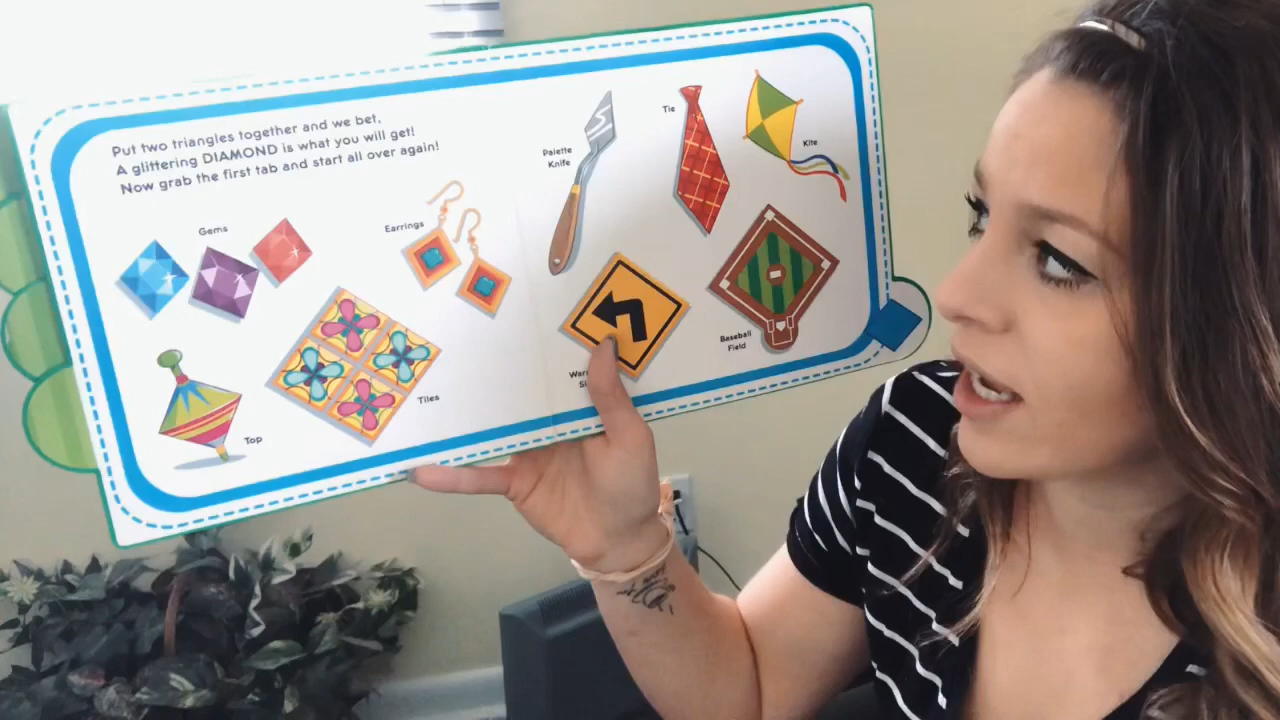 Put two triangles together and we bet,
A glittering DIAMOND is what you will get!
Now grab the first tab and start all over again!
Gems
Earrings
Top
Tiles
Palette
Knife
Tie
Kite
Baseball
Field